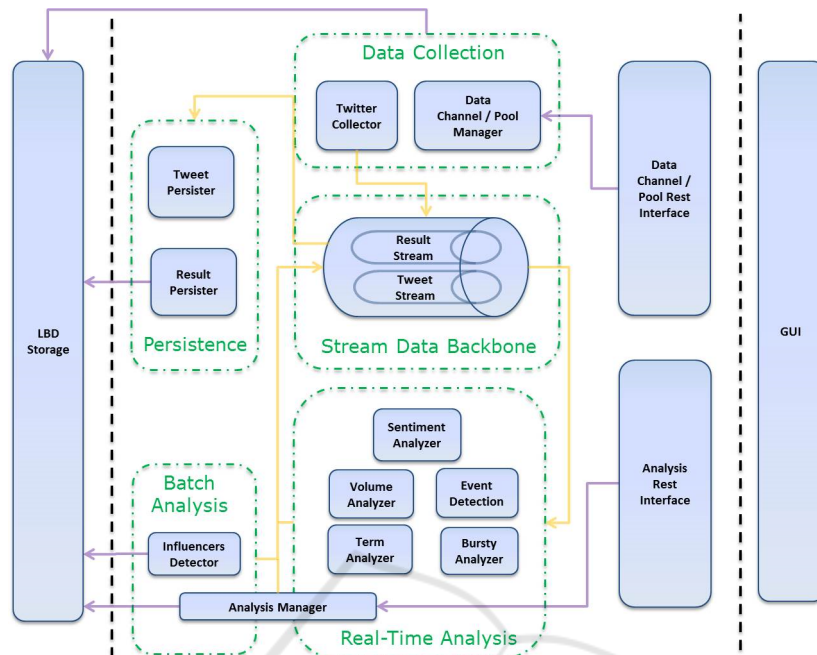 Data Collection
Twitter
Collector
Data
Channel / Pool
Manager
Tweet
Persister
Result
Persister
Persistence
Result
Stream
Tweet
Stream
Stream Data Backbone
Data
Channel /
Pool Rest
Interface
LBD
Storage
GUI
Sentiment
Analyzer
Volume
Analyzer
Event
Detection
Term
Analyzer
Bursty
Analyzer
Real-Time Analysis
Batch
Analysis
Influencers
Detector
Analysis Manager
Analysis
Rest
Interface